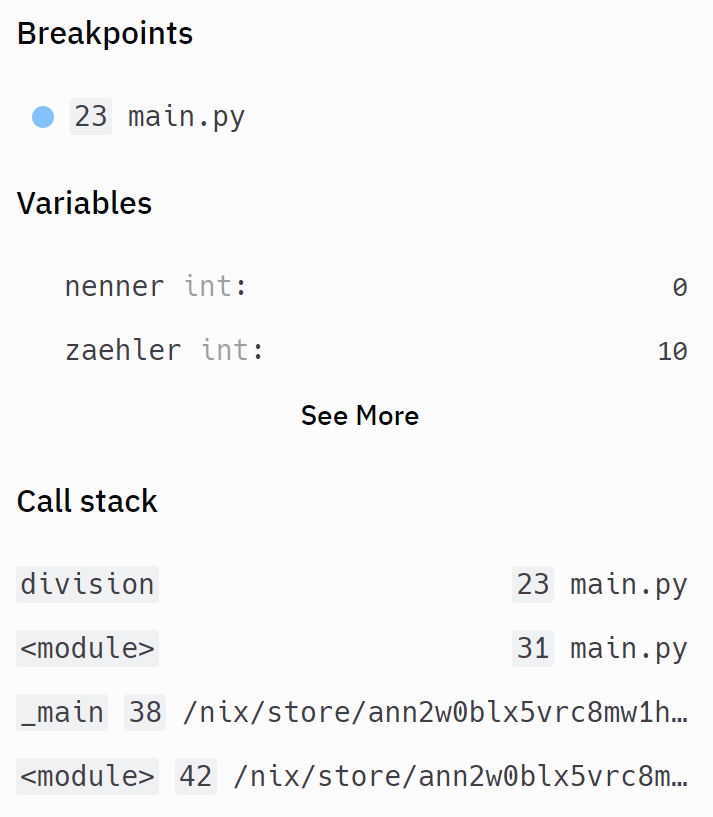 Breakpoints
23 main.py
Variables
nenner int: 0
zaehler int: 10
See More
Call stack
division 23 main.py
<module> 31 main.py
_main 38 /nix/store/ann2w0blx5vrc8mw1h…
<module> 42 /nix/store/ann2w0blx5vrc8m…